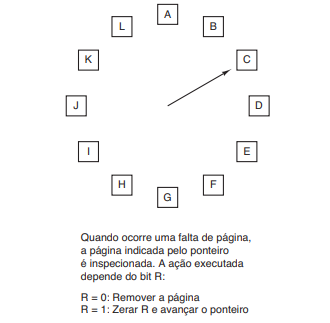 A
L
B
K
C
J
D
I
E
H
F
G
Quando ocorre uma falta de página,
a página indicada pelo ponteiro
é inspecionada. A ação executada
depende do bit R:
R = 0: Remover a página
R = 1: Zerar R e avançar o ponteiro